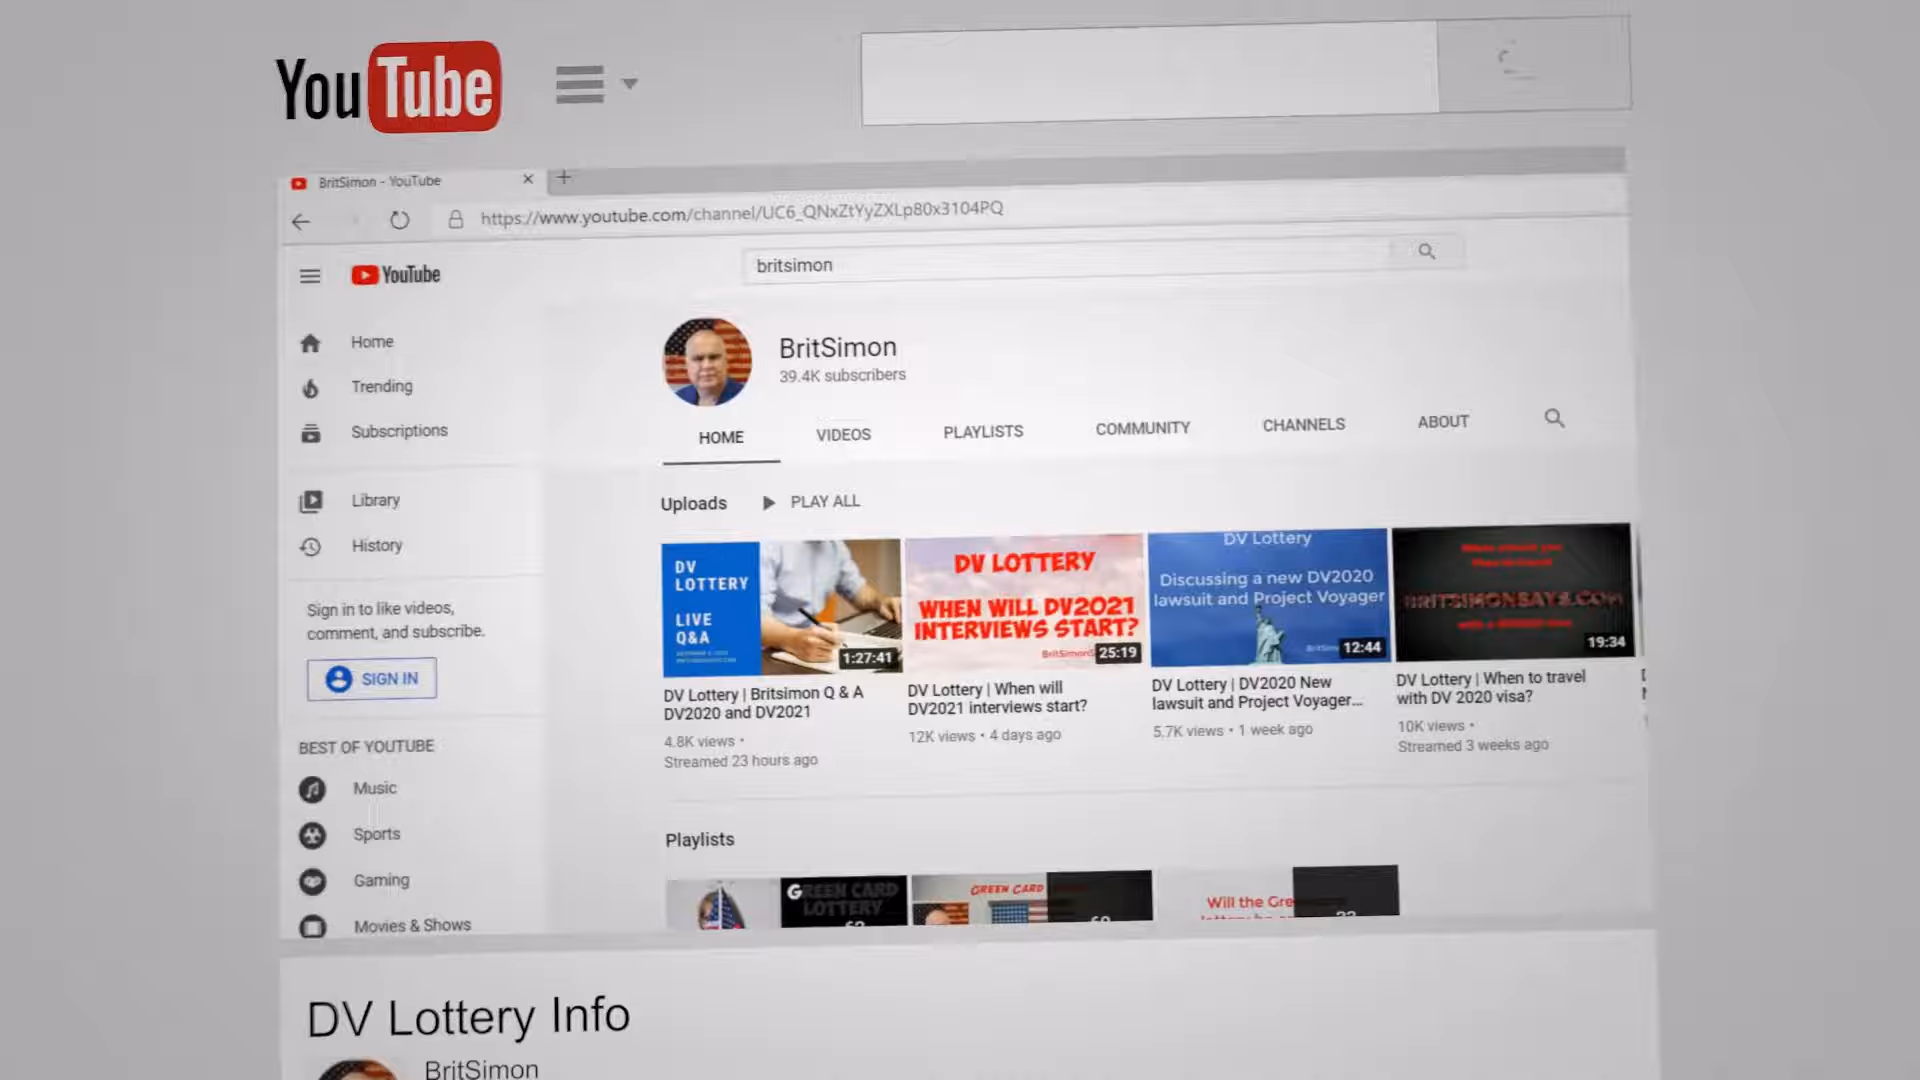 YouTube
BritSimon - YouTube
https://www.youtube.com/channel/UC6_QNxZtYyZXLp80x3104PQ
YouTube
britsimon
Home
Trending
Subscriptions
Library
History
Sign in to like videos,
comment, and subscribe.
SIGN IN
BEST OF YOUTUBE
Music
Sports
Gaming
Movies & Shows
BritSimon
39.4K subscribers
HOME
VIDEOS
PLAYLISTS
COMMUNITY
CHANNELS
ABOUT
Uploads
PLAY ALL
DV
LOTTERY
LIVE
Q&A
1:27:41
DV Lottery | Britsimon Q & A
DV2020 and DV2021
4.8K views •
Streamed 23 hours ago
DV LOTTERY
WHEN WILL DV2021
INTERVIEWS START?
25:19
DV Lottery | When will
DV2021 interviews start?
12K views • 4 days ago
DV Lottery
Discussing a new DV2020
lawsuit and Project Voyager
12:44
DV Lottery | DV2020 New
lawsuit and Project Voyager...
5.7K views • 1 week ago
BRITSIMONSAYS.COM
19:34
DV Lottery | When to travel
with DV 2020 visa?
10K views •
Streamed 3 weeks ago
Playlists
GREEN CARD
LOTTERY
GREEN CARD
Will the Gre
DV Lottery Info
BritSimon